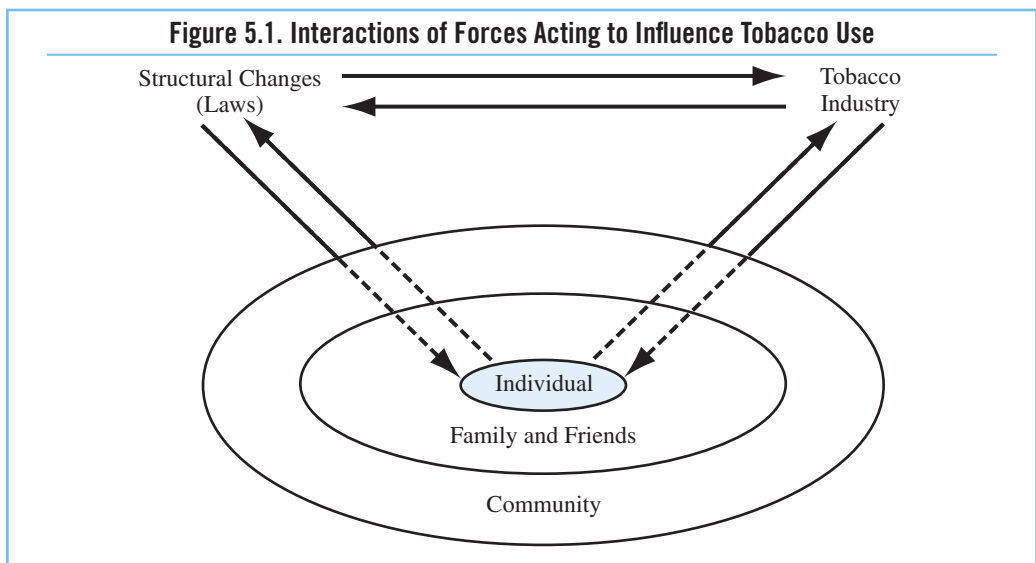 Figure 5.1. Interactions of Forces Acting to Influence Tobacco Use
Structural Changes
(Laws)
Tobacco
Industry
Individual
Family and Friends
Community